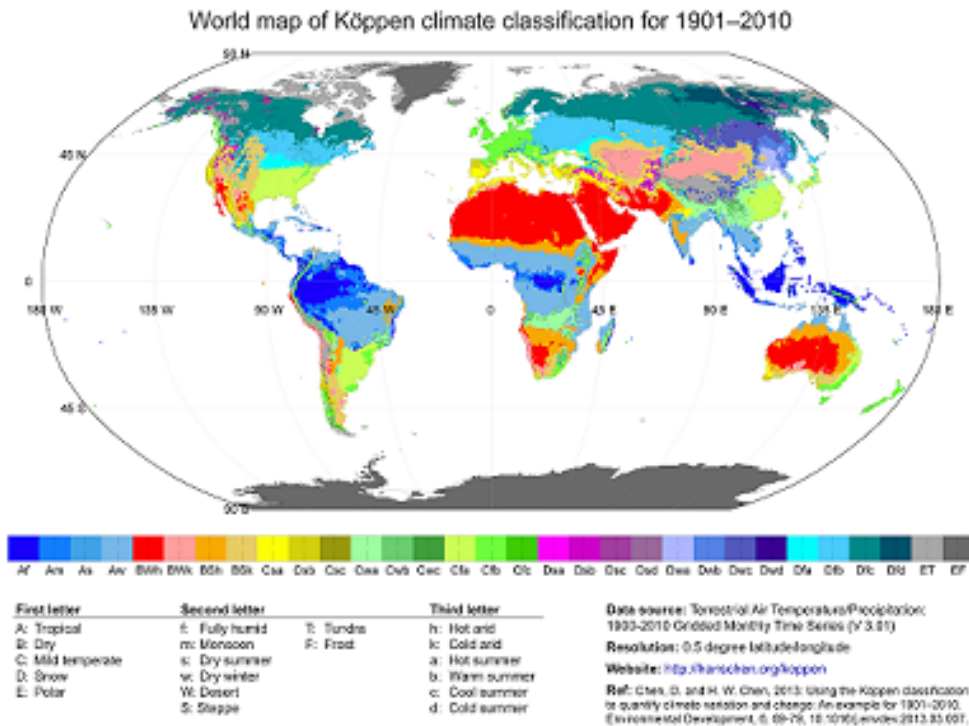 World map of Köppen climate classification for 1901–2010
90 N
45 N
0
180 W 135 W 90 W 45 W 0 45 E 90 E 135 E 180 E
45 S
90 S
Af Am As Aw BWh BWk BSh BSk Csa Csb Csc Cwa Cwb Cwc Cfa Cfb Cfc Dsa Dsb Dsc Dsd Dwa Dwb Dwc Dwd Dfa Dfb Dfc Dfd ET EF
First letter Second letter Third letter
A: Tropical f: Fully humid T: Tundra h: Hot arid
B: Dry m: Monsoon F: Frost k: Cold arid
C: Mild temperate s: Dry summer a: Hot summer
D: Snow w: Dry winter b: Warm summer
E: Polar W: Desert c: Cool summer
S: Steppe d: Cold summer
Data source: Terrestrial Air Temperature/Precipitation:
Gridded Monthly Time Series (V 3.01)
Resolution: 0.5 degree latitude/longitude
Website: http://hanschen.org/koppen
Ref: Chen, D. and H. W. Chen, 2013: Using the Köppen classification
to quantify climate variation and change: An example for 1901–2010.
Environmental Development, 6, 69-79, 10.1016/j.envdev.2013.03.007.